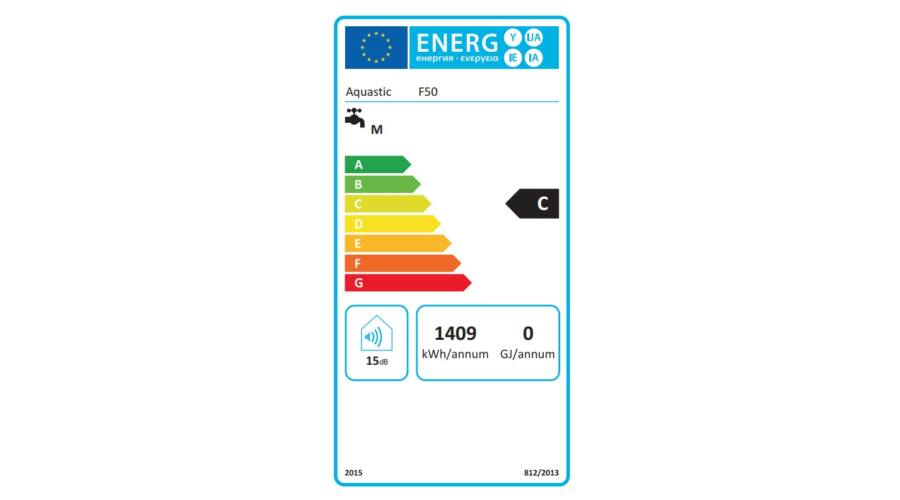 ENERG Y IJA
енергия · ενεργεια IE IA
Aquastic F50
M
A
B
C
C
D
E
F
G
1409 0
kWh/annum GJ/annum
15dB
2015 812/2013